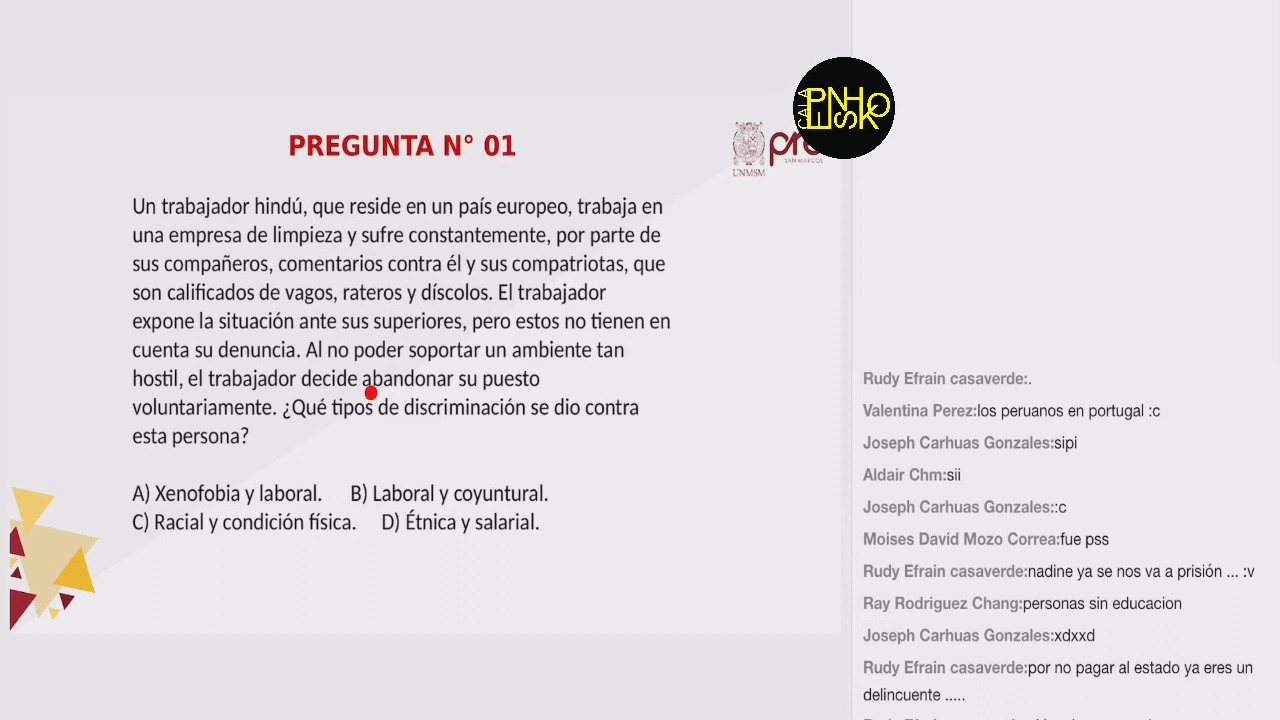 PREGUNTA N° 01
UNMSM
pre
SAN MARCOS
CALA
PENHOSK
Un trabajador hindú, que reside en un país europeo, trabaja en
una empresa de limpieza y sufre constantemente, por parte de
sus compañeros, comentarios contra él y sus compatriotas, que
son calificados de vagos, rateros y díscolos. El trabajador
expone la situación ante sus superiores, pero estos no tienen en
cuenta su denuncia. Al no poder soportar un ambiente tan
hostil, el trabajador decide abandonar su puesto
voluntariamente. ¿Qué tipos de discriminación se dio contra
esta persona?
A) Xenofobia y laboral. B) Laboral y coyuntural.
C) Racial y condición física. D) Étnica y salarial.
Rudy Efrain casaverde:.
Valentina Perez:los peruanos en portugal :c
Joseph Carhuas Gonzales:sipi
Aldair Chm:sii
Joseph Carhuas Gonzales::c
Moises David Mozo Correa:fue pss
Rudy Efrain casaverde:nadine ya se nos va a prisión ... :v
Ray Rodriguez Chang:personas sin educacion
Joseph Carhuas Gonzales:xdxxd
Rudy Efrain casaverde:por no pagar al estado ya eres un
delincuente .....